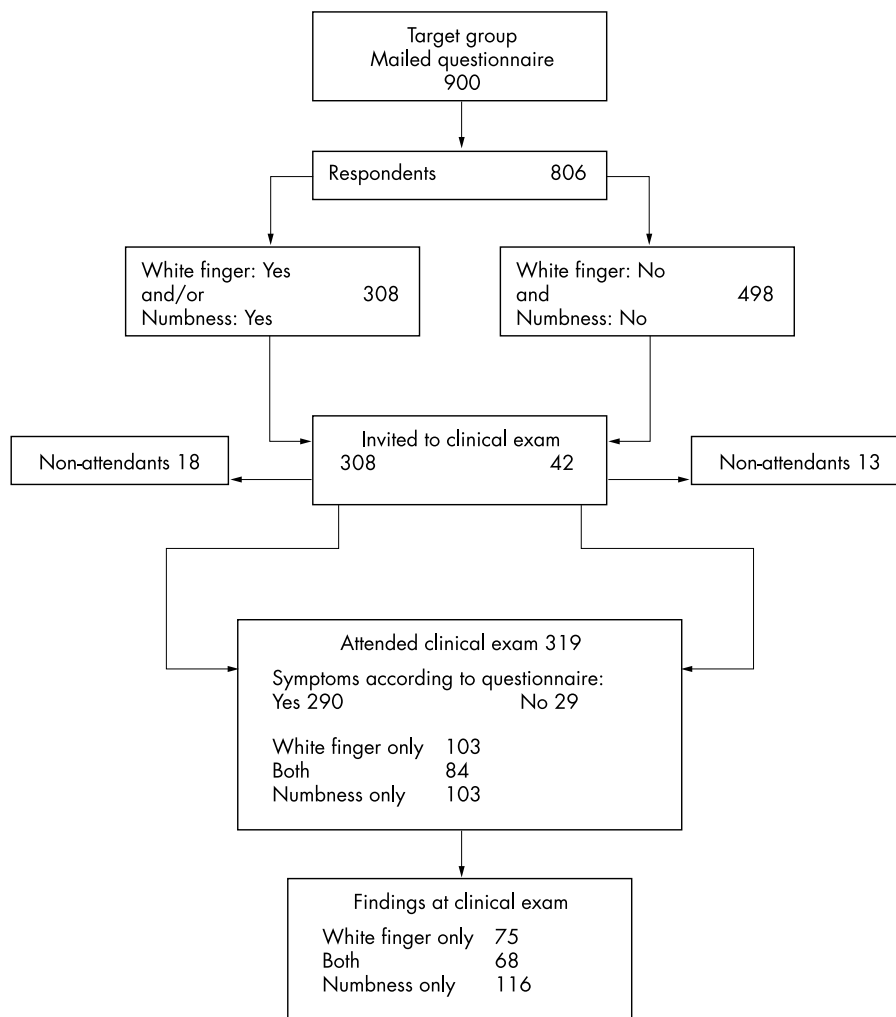 Target group
Mailed questionnaire
900
Respondents 806
White finger: Yes
and/or 308
Numbness: Yes
White finger: No
and 498
Numbness: No
Invited to clinical exam
308 42
Non-attendants 18
Non-attendants 13
Attended clinical exam 319
Symptoms according to questionnaire:
Yes 290 No 29
White finger only 103
Both 84
Numbness only 103
Findings at clinical exam
White finger only 75
Both 68
Numbness only 116